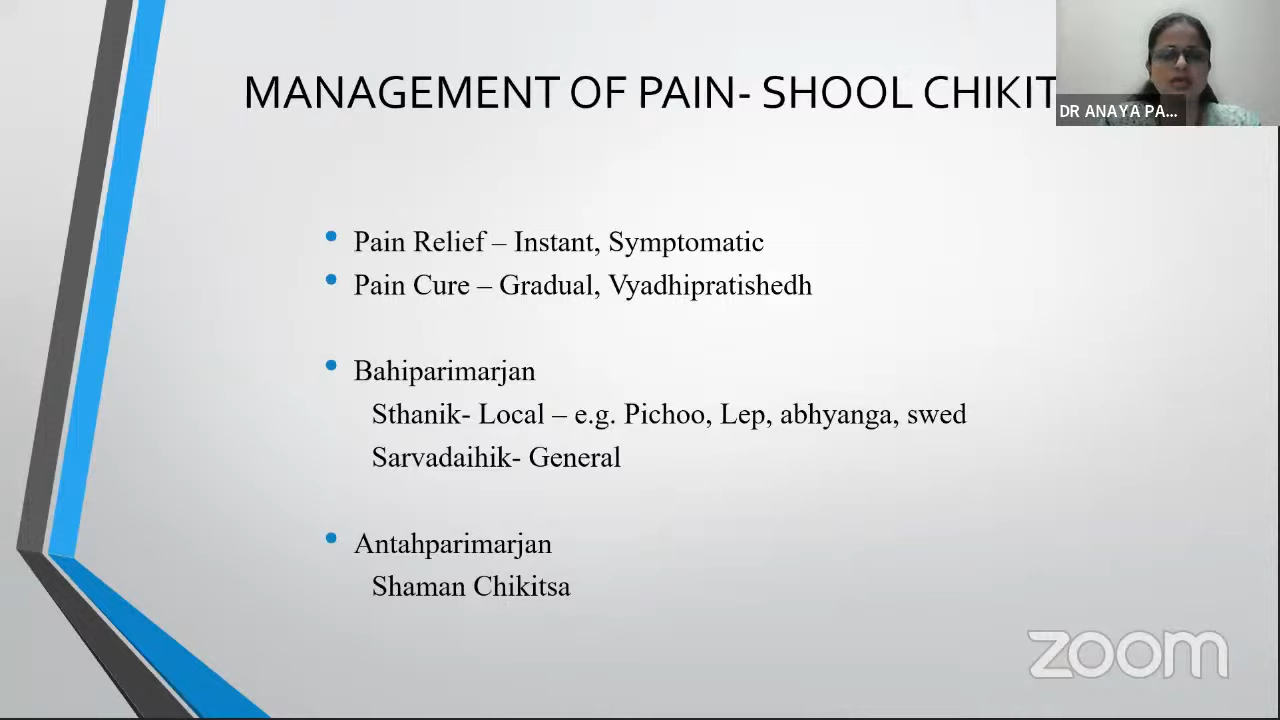 MANAGEMENT OF PAIN- SHOOL CHIKIT
DR ANAYA PA...
Pain Relief – Instant, Symptomatic
Pain Cure – Gradual, Vyadhipratishedh
Bahiparimarjan
Sthanik- Local – e.g. Pichoo, Lep, abhyanga, swed
Sarvadaihik- General
Antahparimarjan
Shaman Chikitsa
zoom